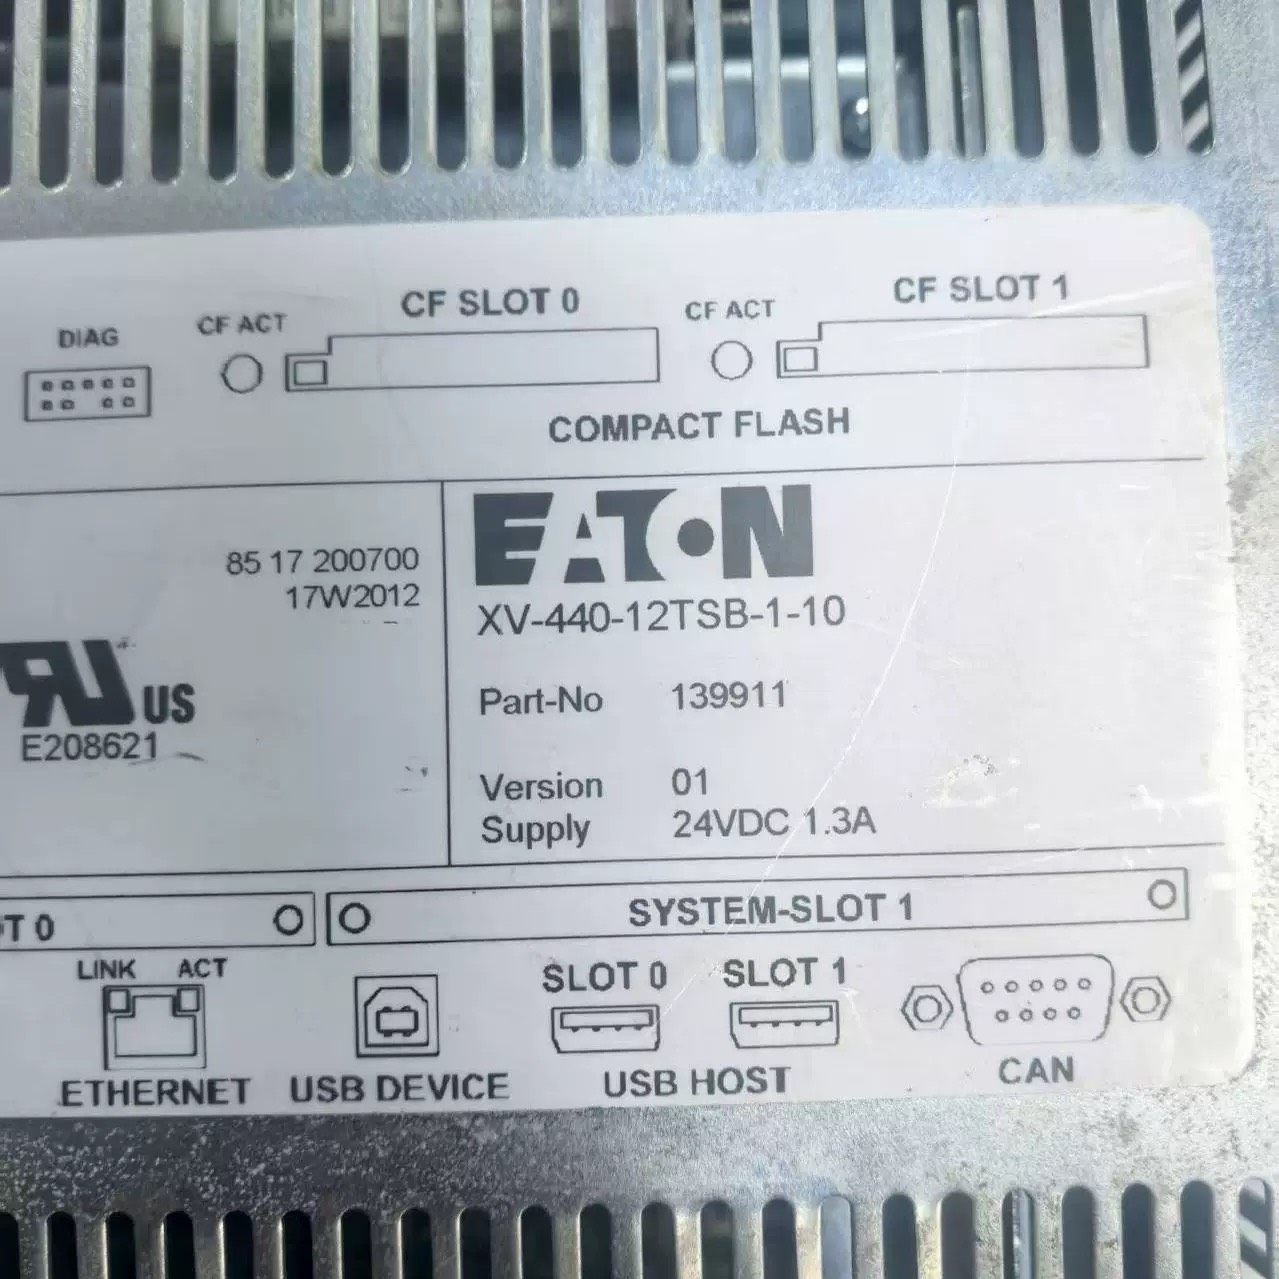 CF SLOT 0
CF SLOT 1
DIAG
CF ACT
CF ACT
COMPACT FLASH
85 17 200700
17W2012
EATON
XV-440-12TSB-1-10
Part-No 139911
US
E208621
Version 01
Supply 24VDC 1.3A
T 0
SYSTEM-SLOT 1
LINK ACT
SLOT 0
SLOT 1
ETHERNET
USB DEVICE
USB HOST
CAN